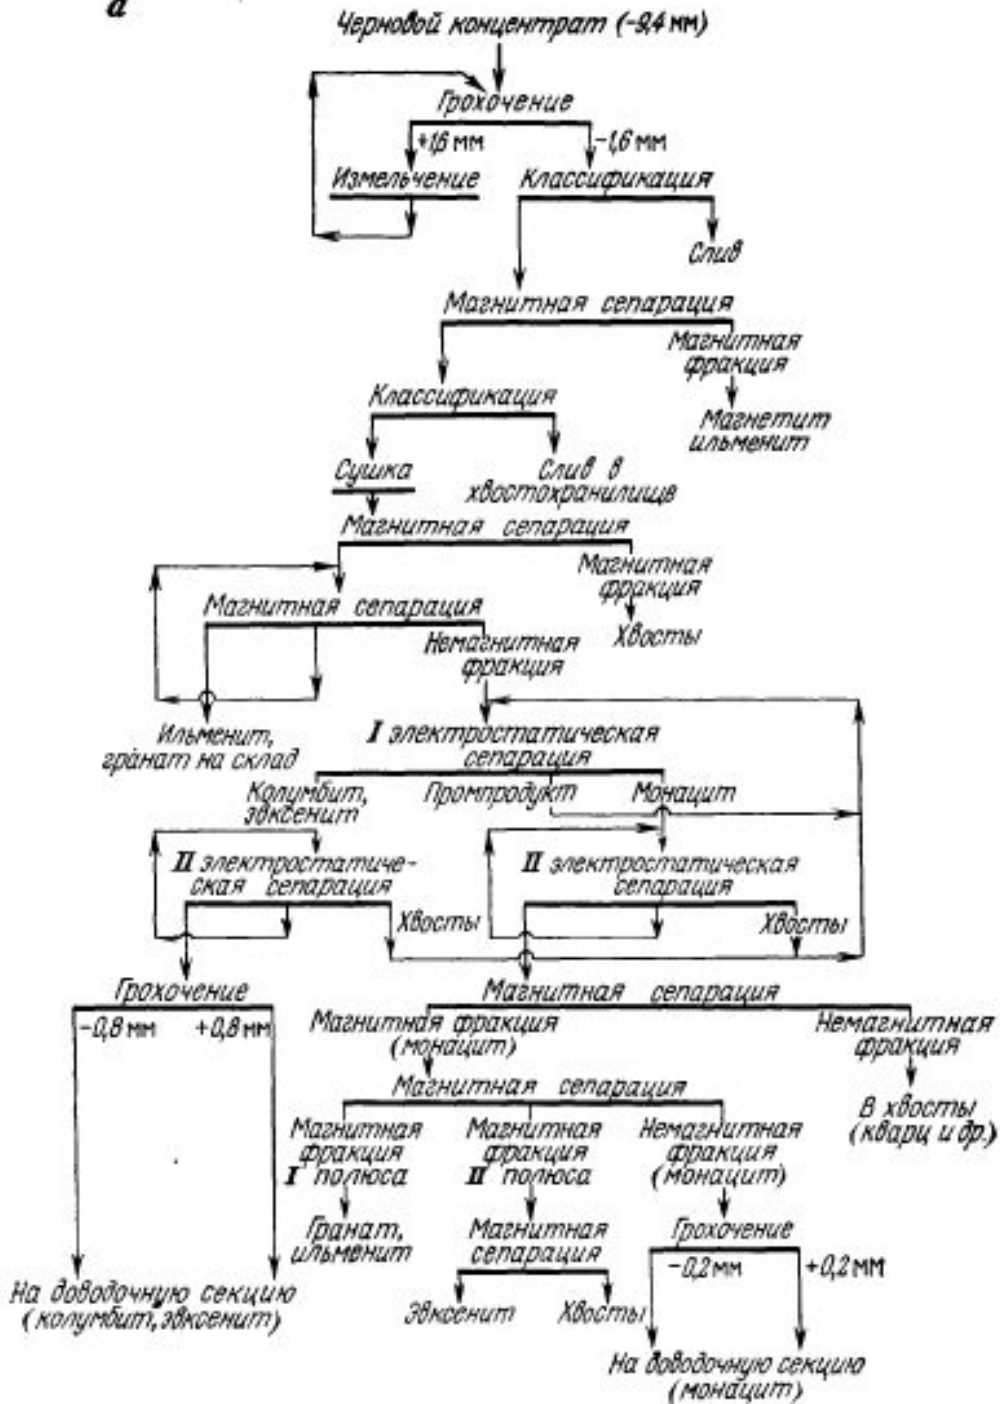 а
Черновой концентрат (-9,4 мм)
Грохочение
+1,6 мм
-1,6 мм
Измельчение
Классификация
Слив
Магнитная сепарация
Магнитная
фракция
Классификация
Магнетит
ильменит
Сушка
Слив в
хвостохранилище
Магнитная сепарация
Магнитная
фракция
Магнитная сепарация
Хвосты
Немагнитная
фракция
Ильменит,
гранат на склад
I электростатическая
сепарация
Колумбит,
эвксенит
Промпродукт
Монацит
II электростатиче-
ская сепарация
II электростатическая
сепарация
Хвосты
Хвосты
Грохочение
-0,8 мм
+0,8 мм
Магнитная сепарация
Магнитная фракция
(монацит)
Немагнитная
фракция
Магнитная сепарация
В хвосты
(кварц и др.)
Магнитная
фракция
I полюса
Магнитная
фракция
II полюса
Немагнитная
фракция
(монацит)
Гранат,
ильменит
Магнитная
сепарация
Грохочение
-0,2 мм
+0,2 мм
На доводочную секцию
(колумбит, эвксенит)
Эвксенит
Хвосты
На доводочную секцию
(монацит)